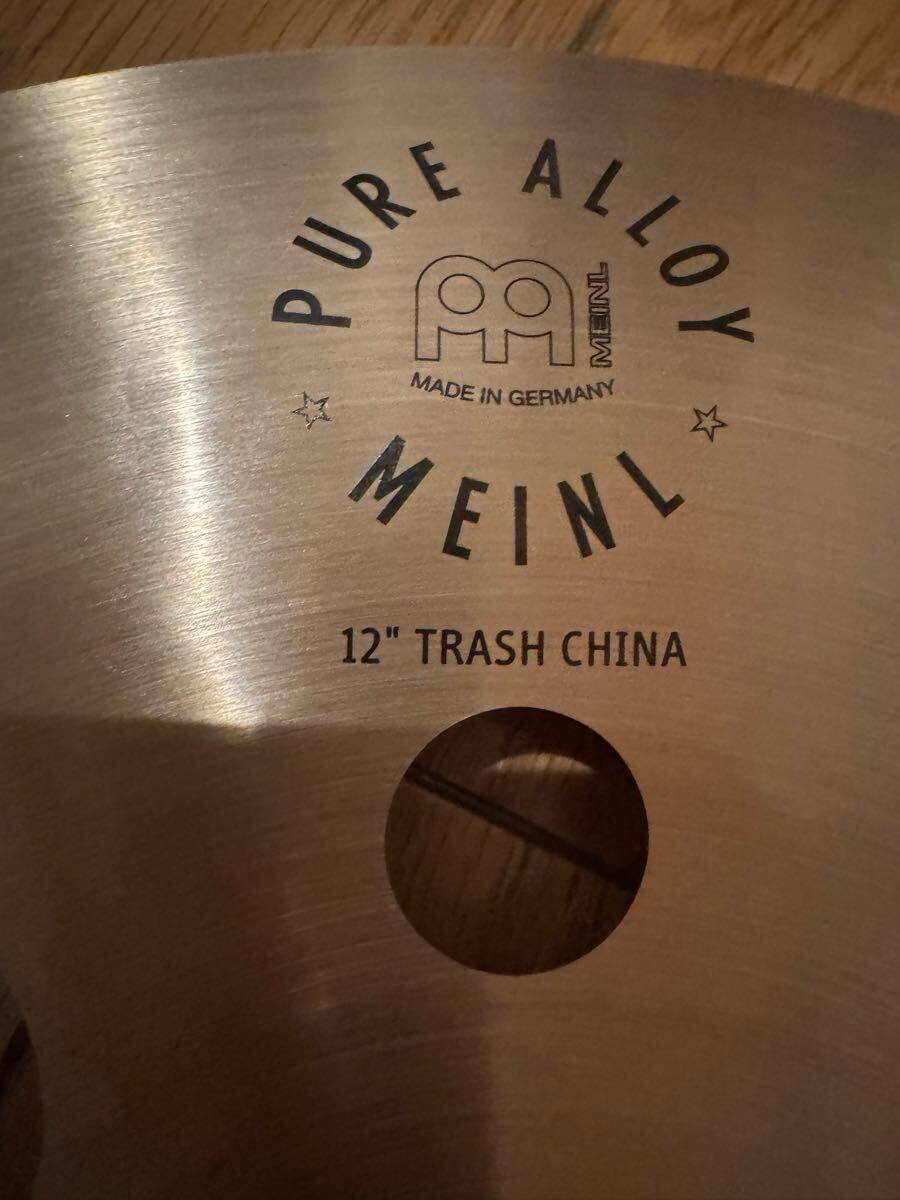 PURE ALLOY
MEINL
MADE IN GERMANY
MEINL
12" TRASH CHINA